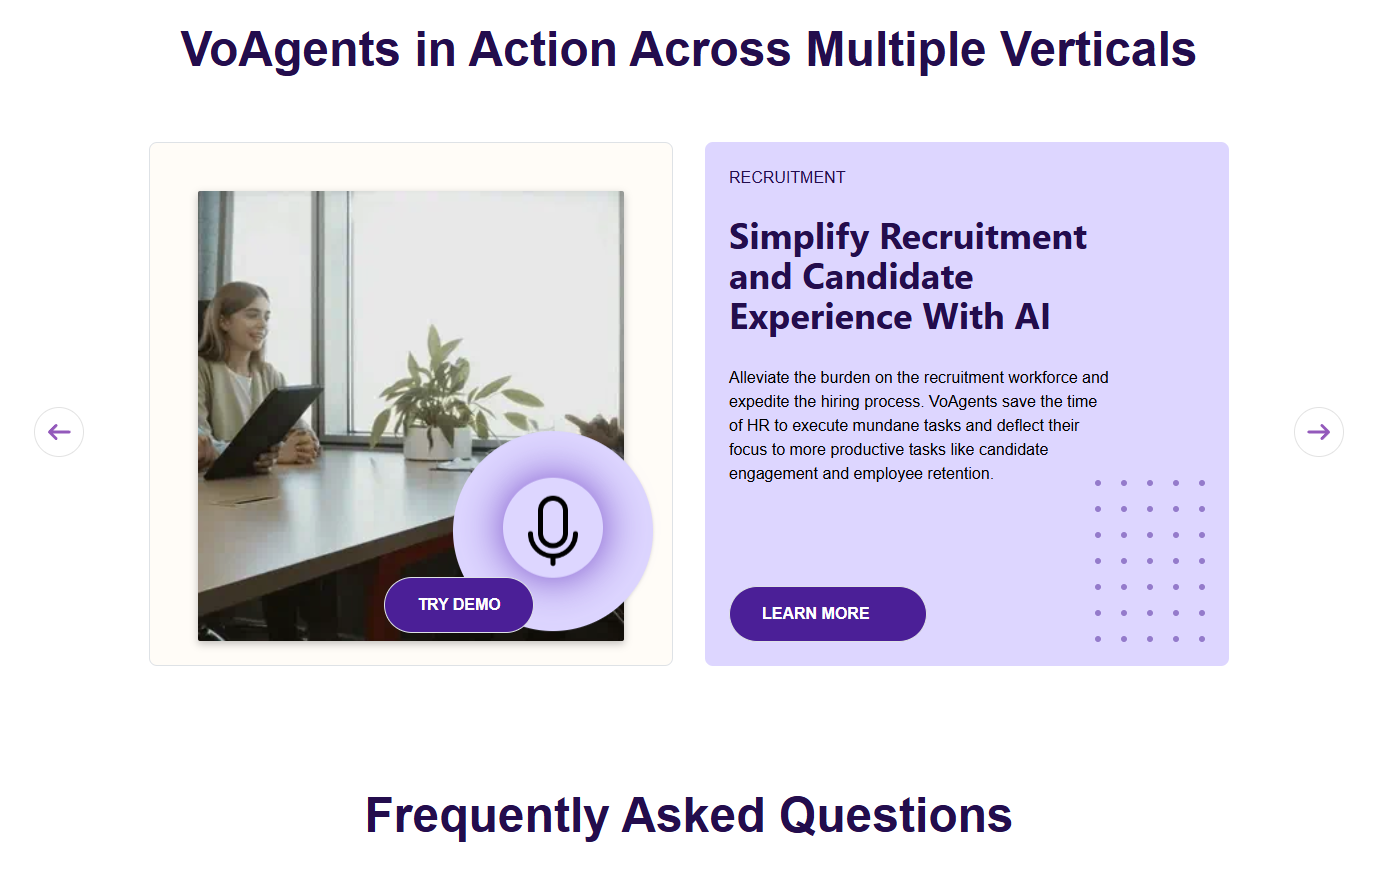 VoAgents in Action Across Multiple Verticals
TRY DEMO
RECRUITMENT
Simplify Recruitment
and Candidate
Experience With AI
Alleviate the burden on the recruitment workforce and
expedite the hiring process. VoAgents save the time
of HR to execute mundane tasks and deflect their
focus to more productive tasks like candidate
engagement and employee retention.
LEARN MORE
Frequently Asked Questions